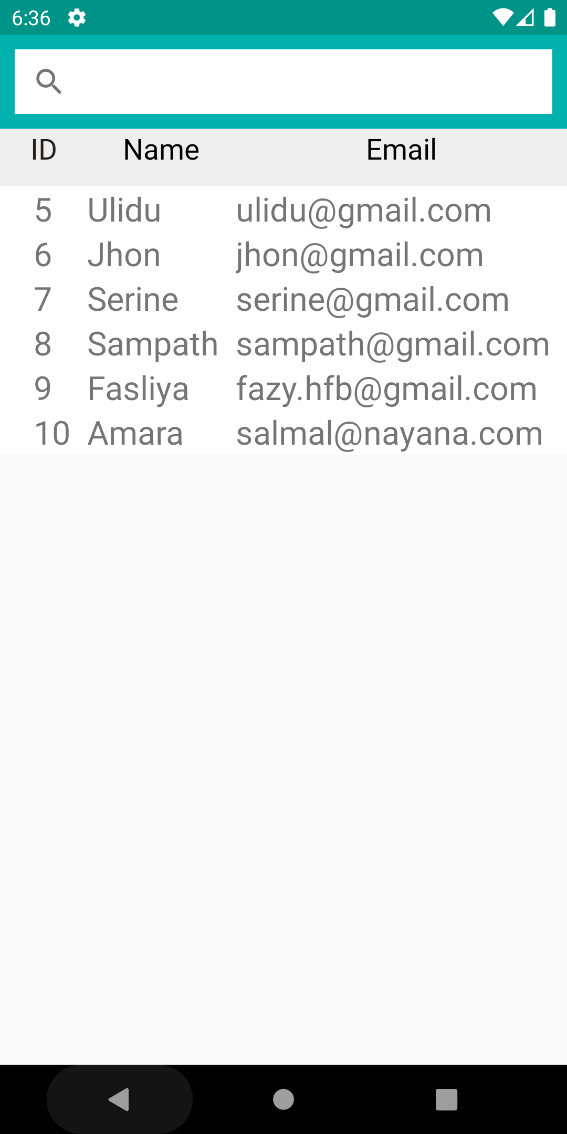 6:36
ID Name Email
5 Ulidu ulidu@gmail.com
6 Jhon jhon@gmail.com
7 Serine serine@gmail.com
8 Sampath sampath@gmail.com
9 Fasliya fazy.hfb@gmail.com
10 Amara salmal@nayana.com